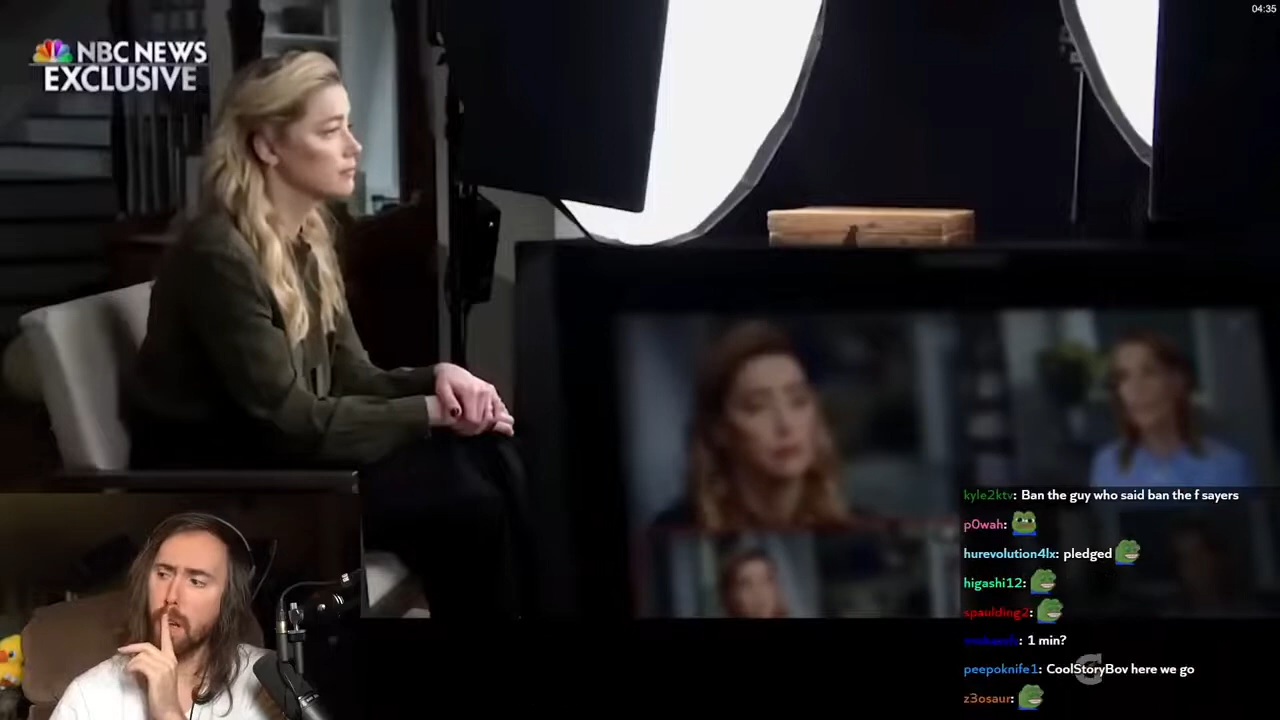 04:35
NBC NEWS
EXCLUSIVE
kyle2ktv: Ban the guy who said ban the f sayers
p0wah:
hurevolution4lx: pledged
higashi12:
spaulding2:
: 1 min?
peepoknife1: CoolStoryBov here we go
z3osaur: